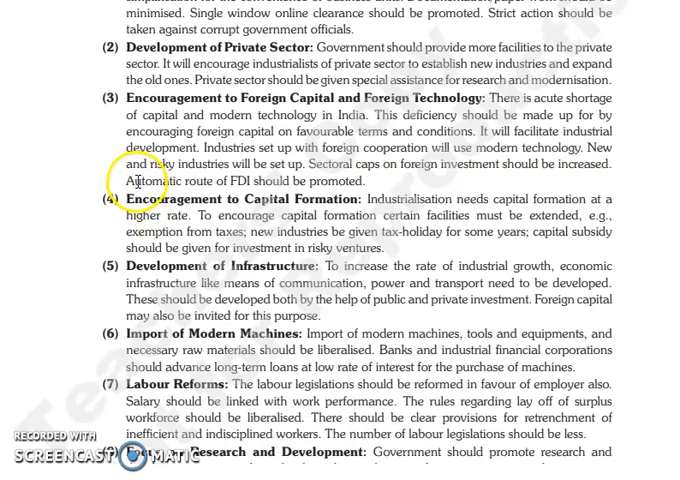 minimised. Single window online clearance should be promoted. Strict action should be
taken against corrupt government officials.
(2) Development of Private Sector: Government should provide more facilities to the private
sector. It will encourage industrialists of private sector to establish new industries and expand
the old ones. Private sector should be given special assistance for research and modernisation.
(3) Encouragement to Foreign Capital and Foreign Technology: There is acute shortage
of capital and modern technology in India. This deficiency should be made up for by
encouraging foreign capital on favourable terms and conditions. It will facilitate industrial
development. Industries set up with foreign cooperation will use modern technology. New
and risky industries will be set up. Sectoral caps on foreign investment should be increased.
Automatic route of FDI should be promoted.
(4) Encouragement to Capital Formation: Industrialisation needs capital formation at a
higher rate. To encourage capital formation certain facilities must be extended, e.g.,
exemption from taxes; new industries be given tax-holiday for some years; capital subsidy
should be given for investment in risky ventures.
(5) Development of Infrastructure: To increase the rate of industrial growth, economic
infrastructure like means of communication, power and transport need to be developed.
These should be developed both by the help of public and private investment. Foreign capital
may also be invited for this purpose.
(6) Import of Modern Machines: Import of modern machines, tools and equipments, and
necessary raw materials should be liberalised. Banks and industrial financial corporations
should advance long-term loans at low rate of interest for the purchase of machines.
(7) Labour Reforms: The labour legislations should be reformed in favour of employer also.
Salary should be linked with work performance. The rules regarding lay off of surplus
workforce should be liberalised. There should be clear provisions for retrenchment of
inefficient and indisciplined workers. The number of labour legislations should be less.
Research and Development: Government should promote research and
RECORDED WITH
SCREENCAST MATIC